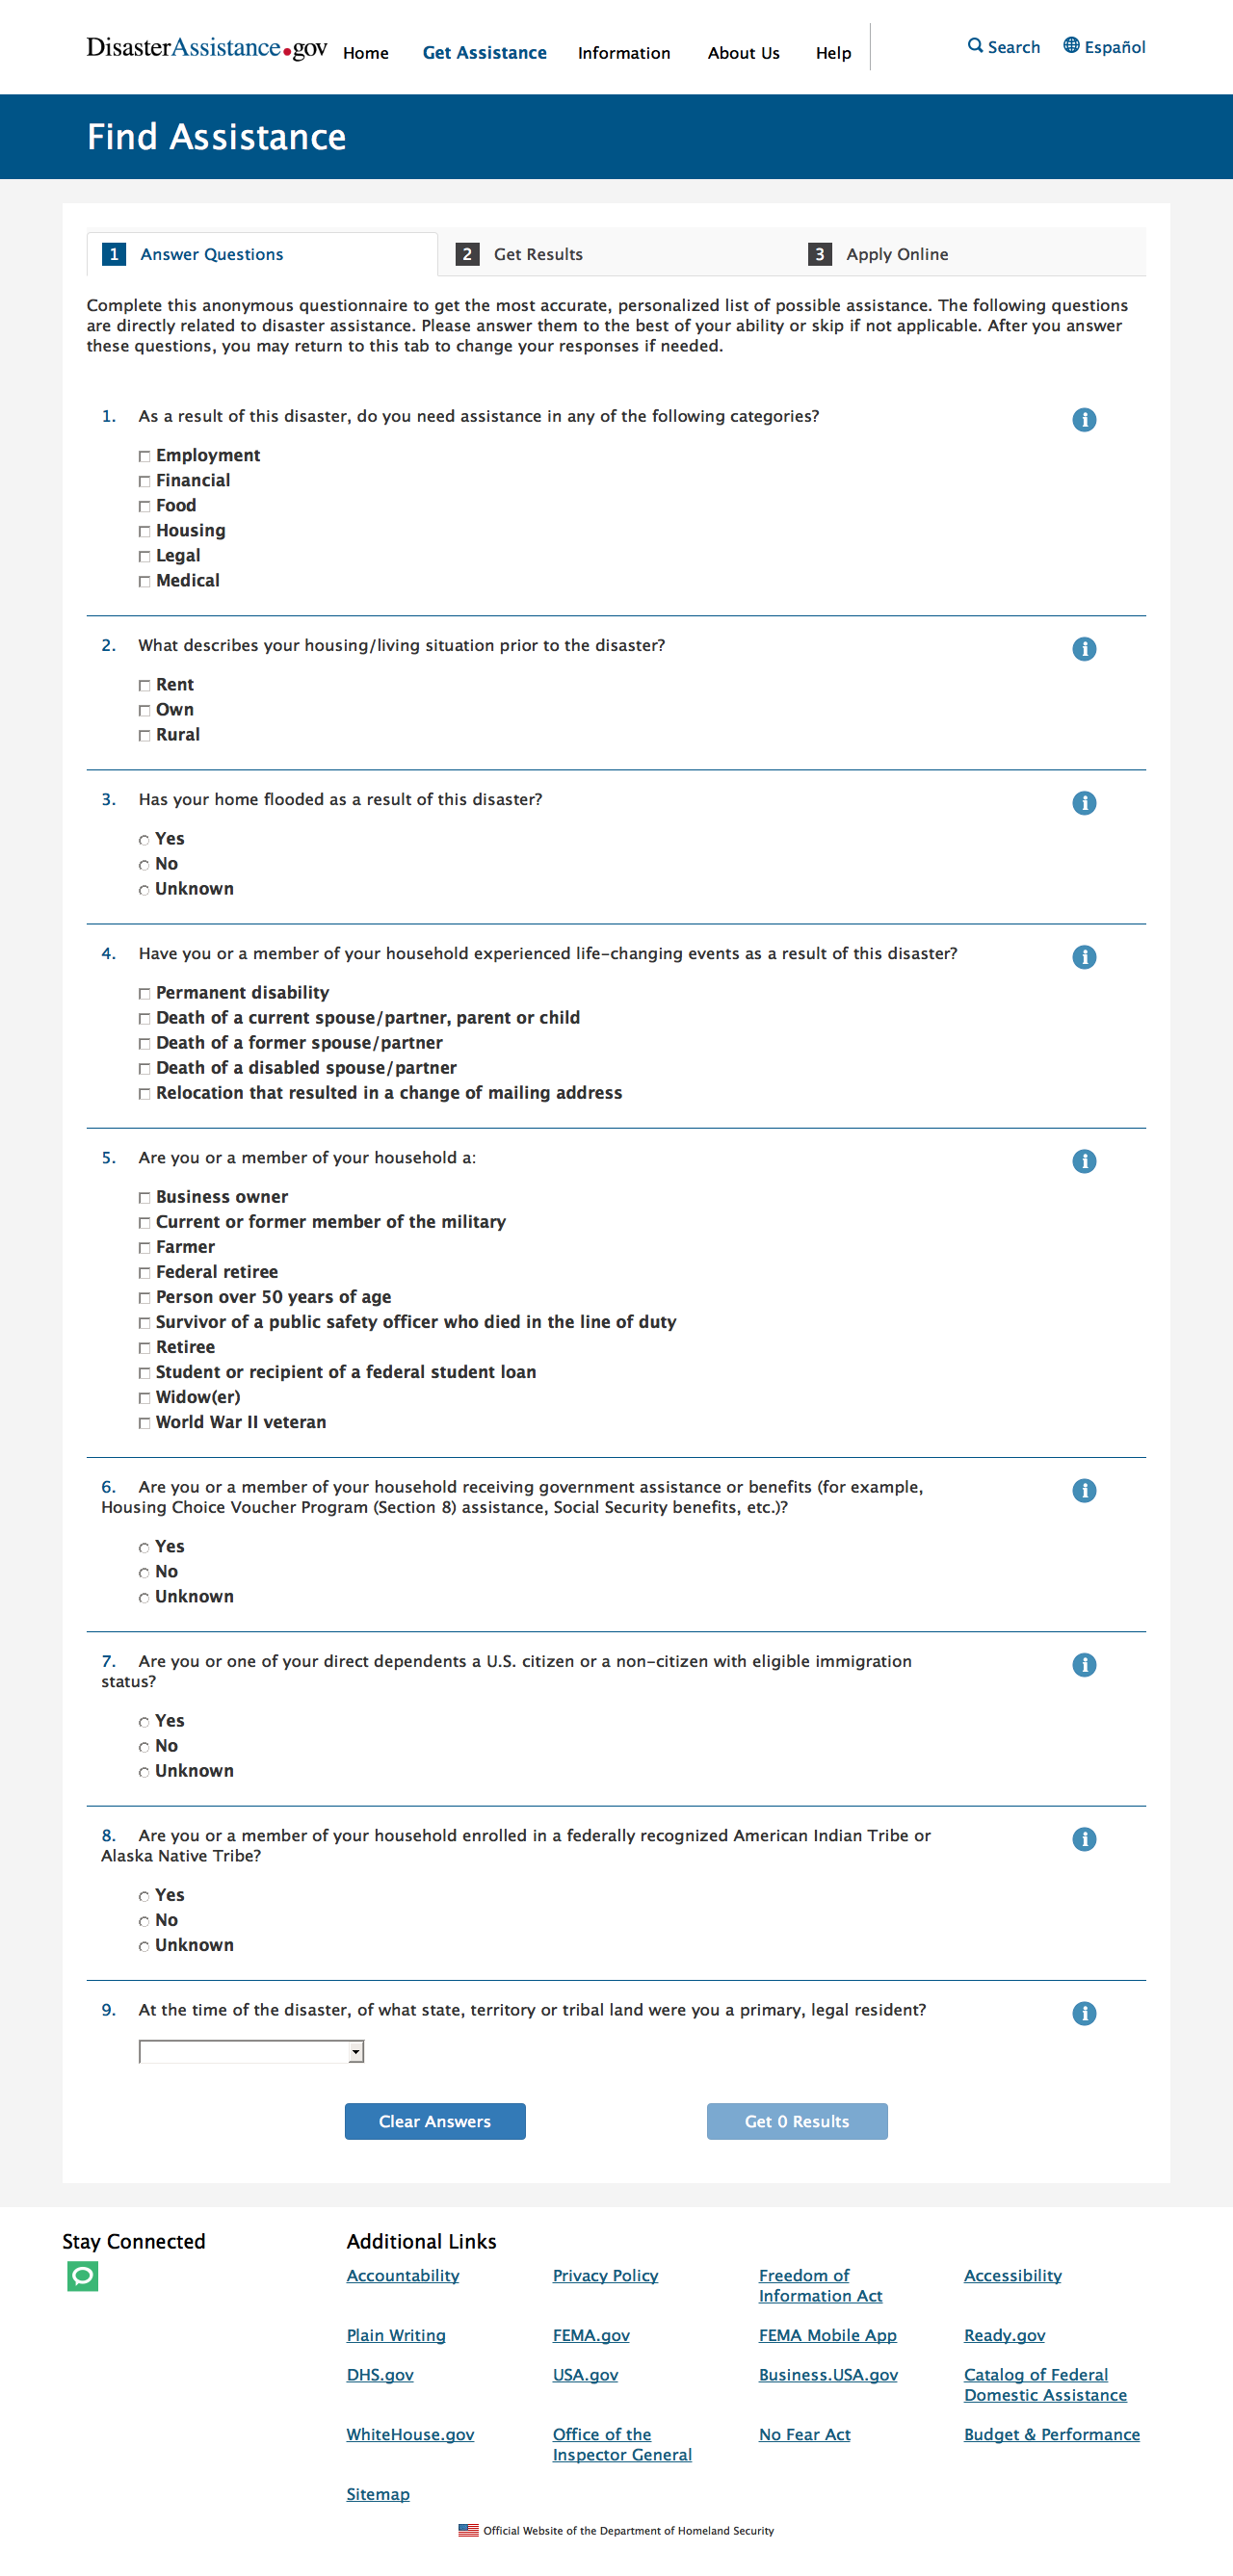 DisasterAssistance.gov Home Get Assistance Information About Us Help Search Español
Find Assistance
1 Answer Questions 2 Get Results 3 Apply Online
Complete this anonymous questionnaire to get the most accurate, personalized list of possible assistance. The following questions
are directly related to disaster assistance. Please answer them to the best of your ability or skip if not applicable. After you answer
these questions, you may return to this tab to change your responses if needed.
1. As a result of this disaster, do you need assistance in any of the following categories?
Employment
Financial
Food
Housing
Legal
Medical
2. What describes your housing/living situation prior to the disaster?
Rent
Own
Rural
3. Has your home flooded as a result of this disaster?
Yes
No
Unknown
4. Have you or a member of your household experienced life-changing events as a result of this disaster?
Permanent disability
Death of a current spouse/partner, parent or child
Death of a former spouse/partner
Death of a disabled spouse/partner
Relocation that resulted in a change of mailing address
5. Are you or a member of your household a:
Business owner
Current or former member of the military
Farmer
Federal retiree
Person over 50 years of age
Survivor of a public safety officer who died in the line of duty
Retiree
Student or recipient of a federal student loan
Widow(er)
World War II veteran
6. Are you or a member of your household receiving government assistance or benefits (for example,
Housing Choice Voucher Program (Section 8) assistance, Social Security benefits, etc.)?
Yes
No
Unknown
7. Are you or one of your direct dependents a U.S. citizen or a non-citizen with eligible immigration
status?
Yes
No
Unknown
8. Are you or a member of your household enrolled in a federally recognized American Indian Tribe or
Alaska Native Tribe?
Yes
No
Unknown
9. At the time of the disaster, of what state, territory or tribal land were you a primary, legal resident?
Clear Answers Get 0 Results
Stay Connected
Additional Links
Accountability Privacy Policy Freedom of Information Act Accessibility
Plain Writing FEMA.gov FEMA Mobile App Ready.gov
DHS.gov USA.gov Business.USA.gov Catalog of Federal Domestic Assistance
WhiteHouse.gov Office of the Inspector General No Fear Act Budget & Performance
Sitemap
Official Website of the Department of Homeland Security